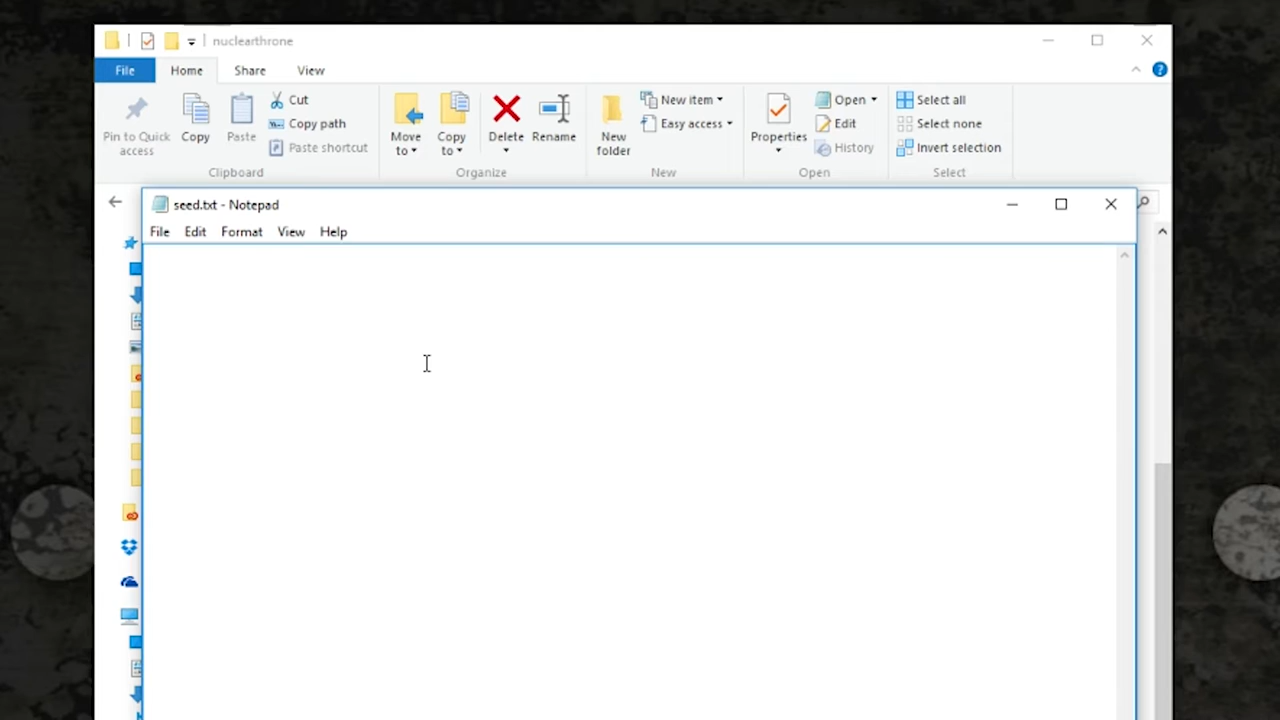 nuclearthrone
File Home Share View
Pin to Quick access
Copy
Paste
Cut
Copy path
Paste shortcut
Clipboard
Move to
Copy to
Delete
Rename
Organize
New folder
New item
Easy access
New
Properties
Open
Edit
History
Open
Select all
Select none
Invert selection
Select
seed.txt - Notepad
File Edit Format View Help